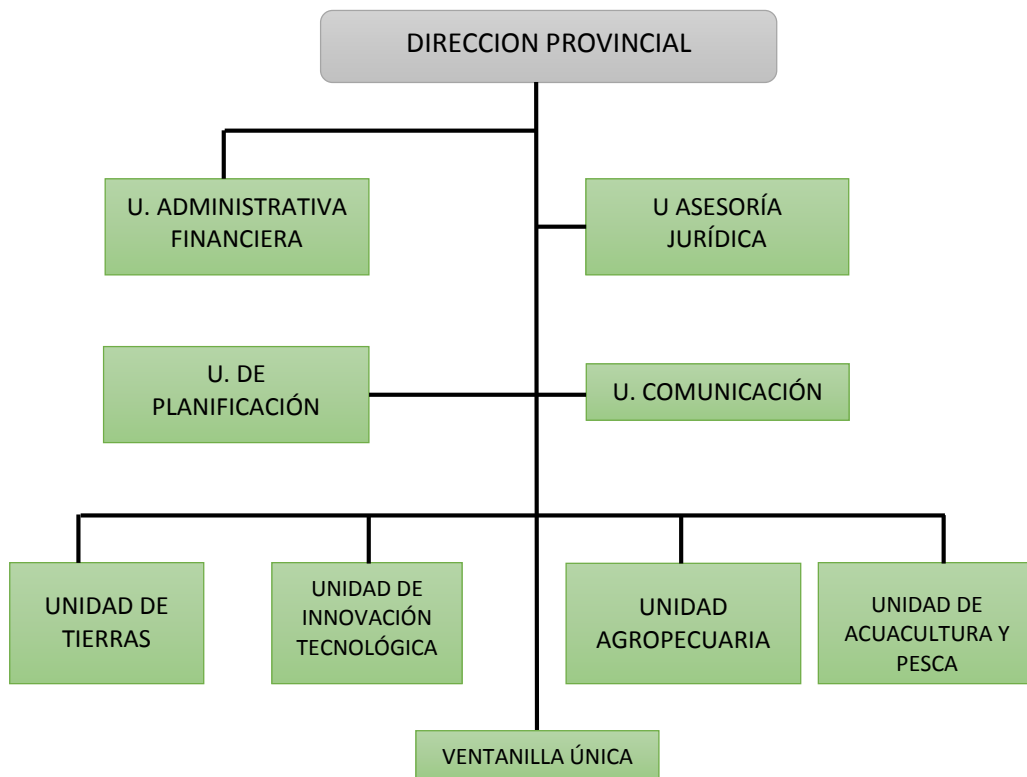 DIRECCION PROVINCIAL
U. ADMINISTRATIVA
FINANCIERA
U ASESORÍA
JURÍDICA
U. DE
PLANIFICACIÓN
U. COMUNICACIÓN
UNIDAD DE
TIERRAS
UNIDAD DE
INNOVACIÓN
TECNOLÓGICA
UNIDAD
AGROPECUARIA
UNIDAD DE
ACUACULTURA Y
PESCA
VENTANILLA ÚNICA